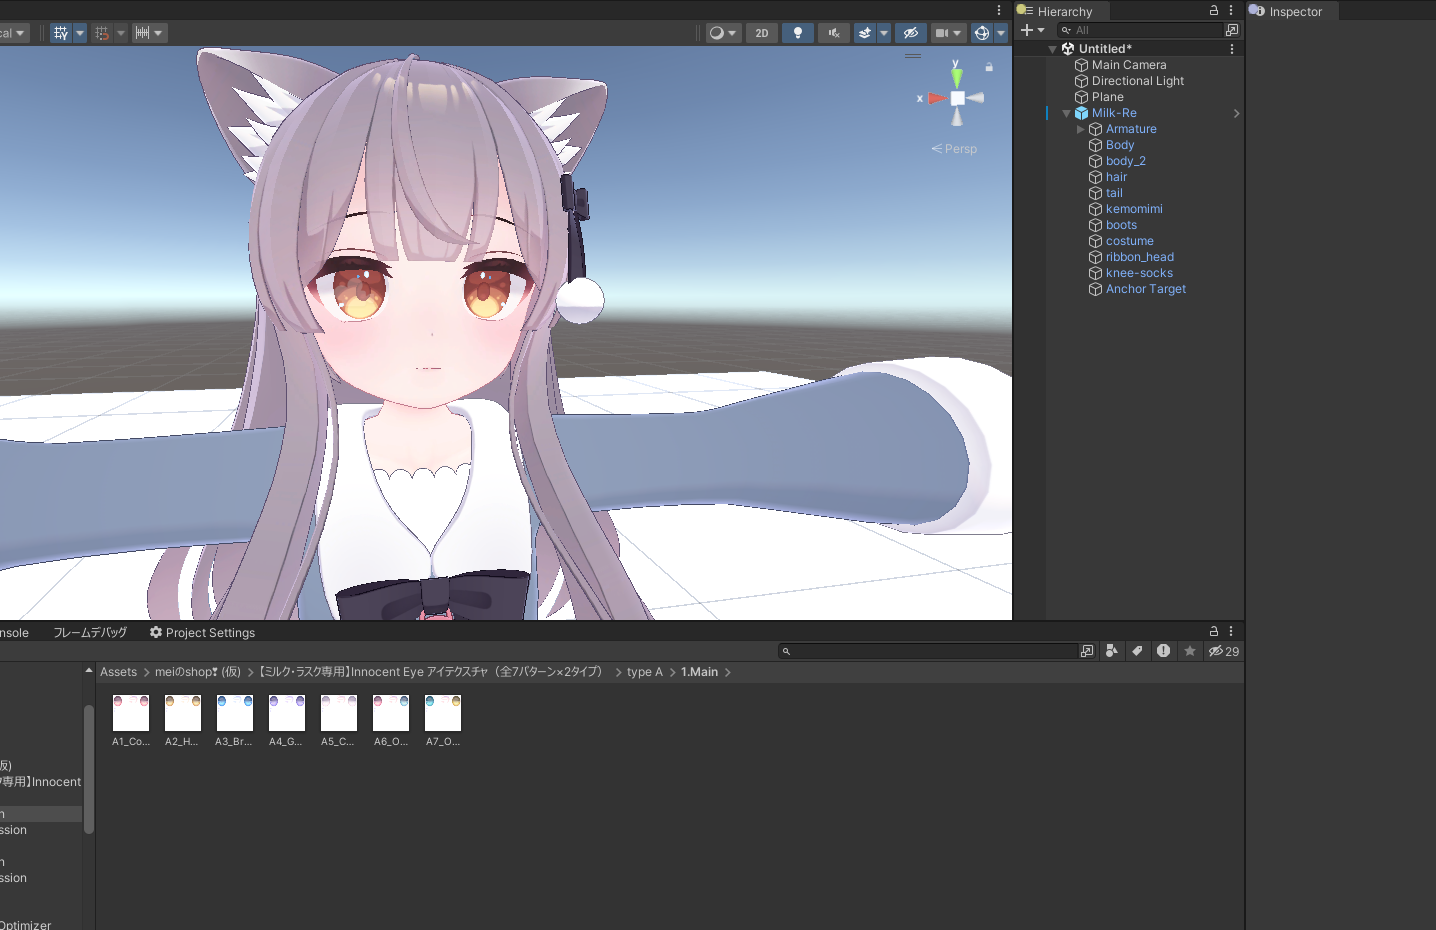 cal
2D
y
x
Persp
Hierarchy
All
Untitled*
Main Camera
Directional Light
Plane
Milk-Re
Armature
Body
body_2
hair
tail
kemomimi
boots
costume
ribbon_head
knee-socks
Anchor Target
Inspector
nsole
フレームデバッグ
Project Settings
29
Assets > meiのshop❣ (仮) > 【ミルク・ラスク専用】Innocent Eye アイテクスチャ（全7パターン×2タイプ） > type A > 1.Main >
A1_Co...
A2_H...
A3_Br...
A4_G...
A5_C...
A6_O...
A7_O...
仮)
ク専用】Innocent
n
ssion
n
ssion
Optimizer